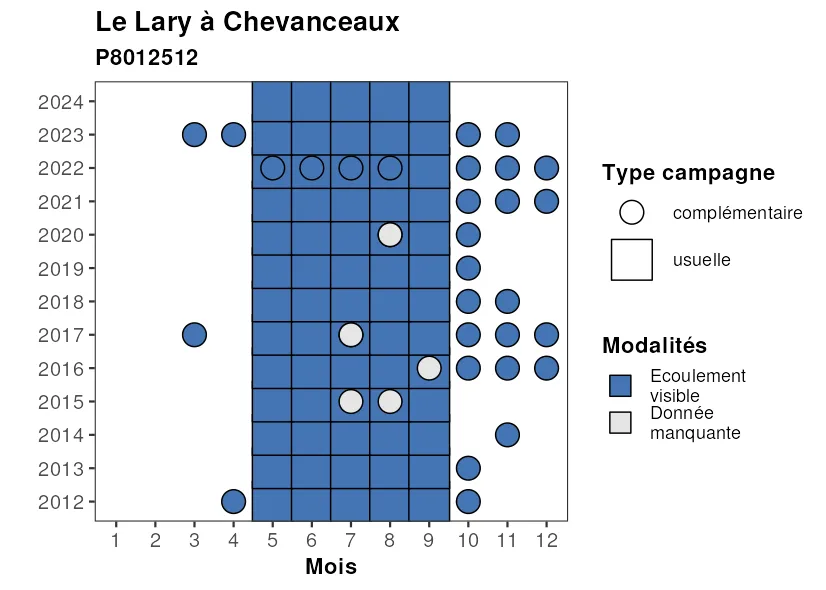 Le Lary à Chevanceaux
P8012512
2024
2023
2022
2021
2020
2019
2018
2017
2016
2015
2014
2013
2012
1 2 3 4 5 6 7 8 9 10 11 12
Mois
Type campagne
complémentaire
usuelle
Modalités
Ecoulement
visible
Donnée
manquante